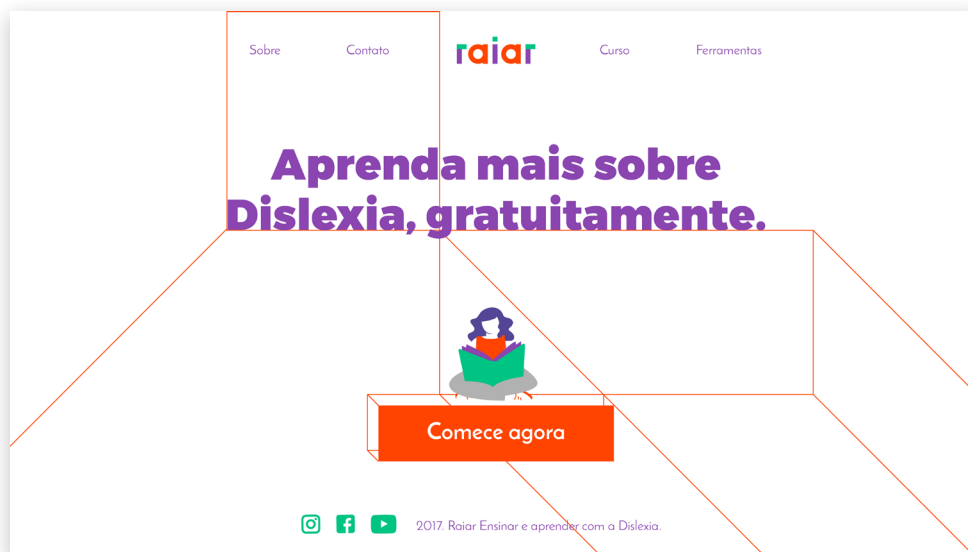 Sobre
Contato
raiar
Curso
Ferramentas
Aprenda mais sobre
Dislexia, gratuitamente.
Comece agora
2017. Raiar Ensinar e aprender com a Dislexia.